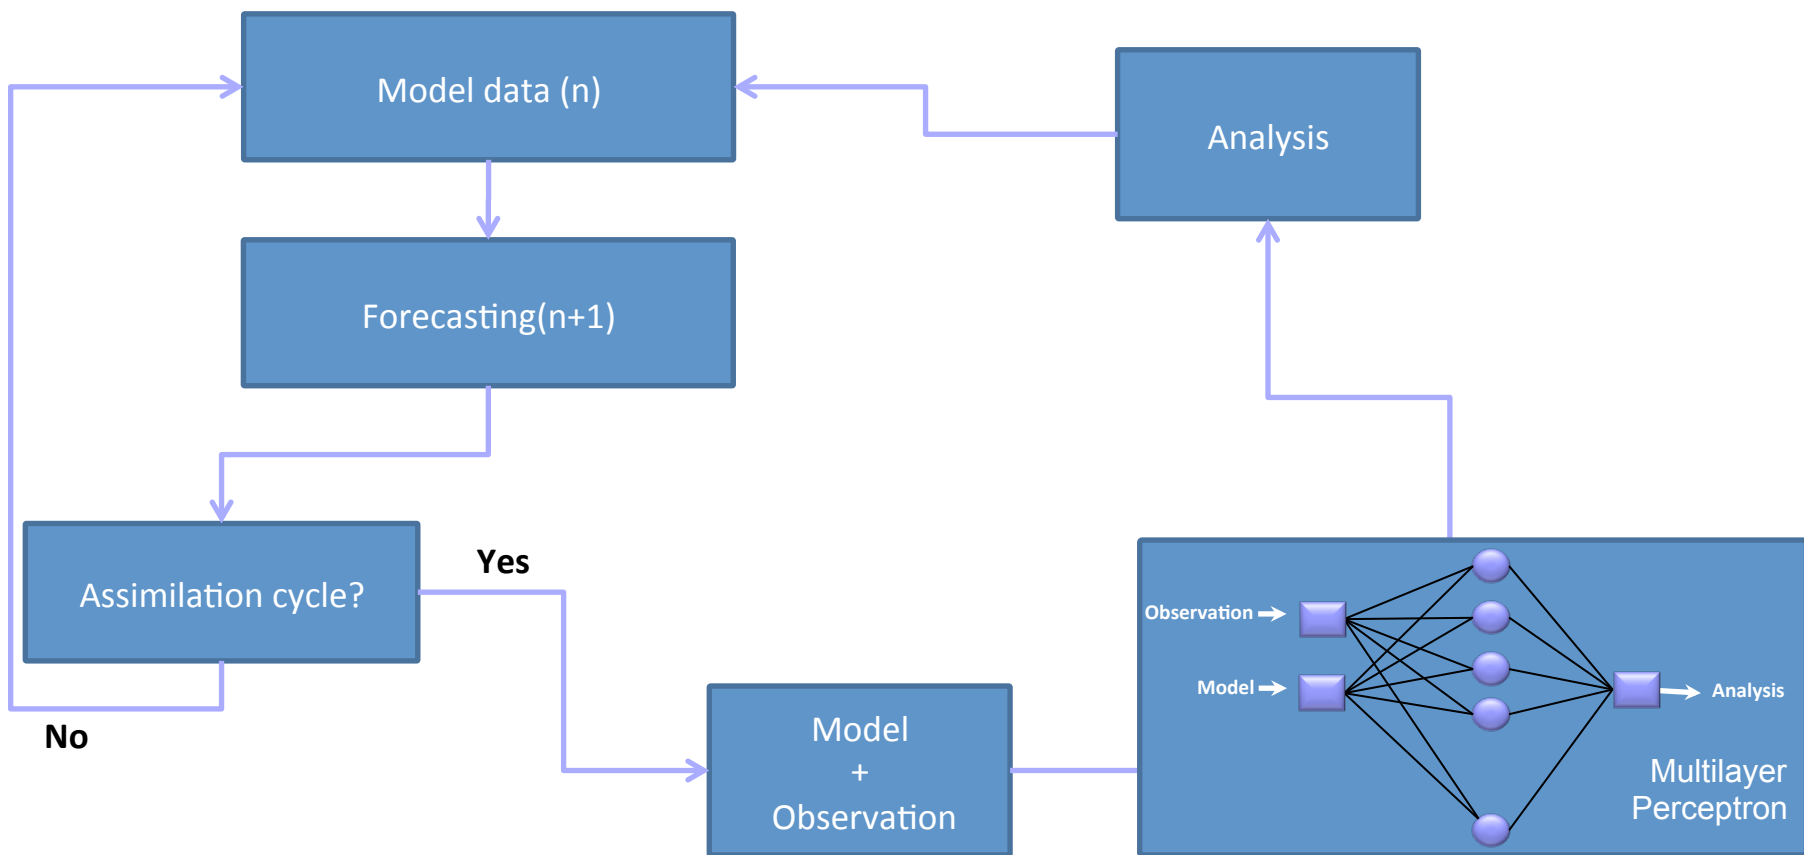 Model data (n)
Analysis
Forecasting(n+1)
Assimilation cycle?
Yes
No
Model
+
Observation
Observation
Model
Analysis
Multilayer
Perceptron